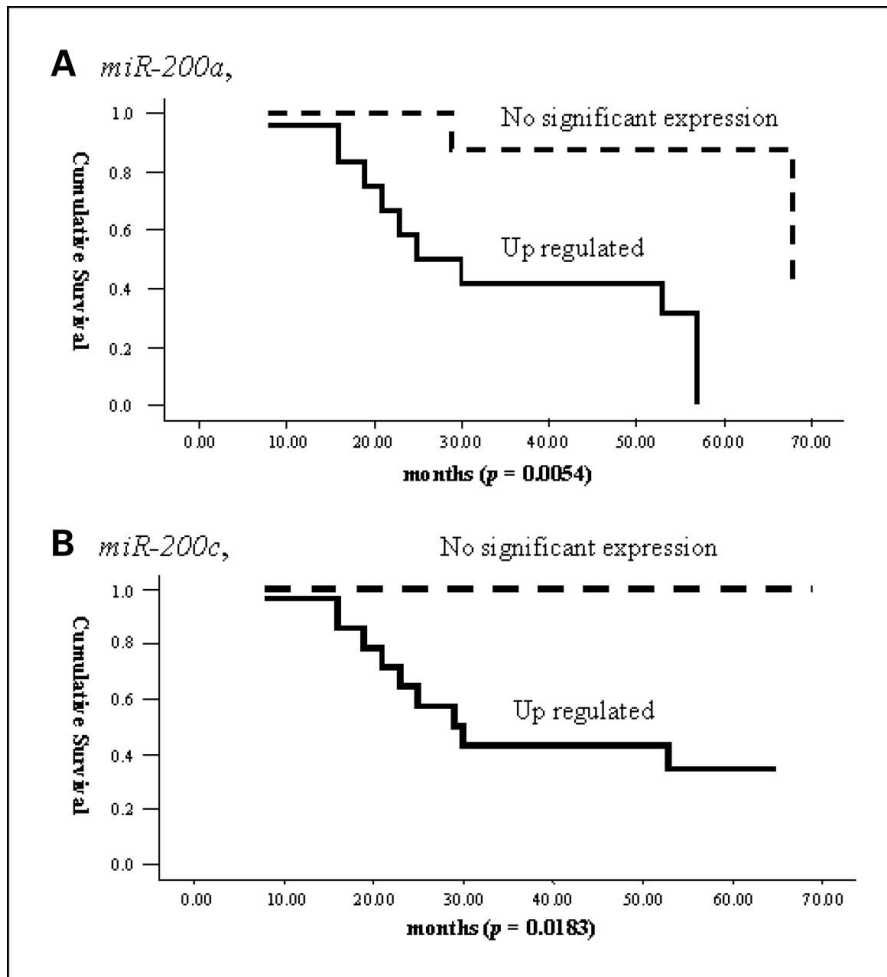 A miR-200a,
No significant expression
Up regulated
Cumulative Survival
1.0
0.8
0.6
0.4
0.2
0.0
0.00 10.00 20.00 30.00 40.00 50.00 60.00 70.00
months (p = 0.0054)
B miR-200c,
No significant expression
Up regulated
Cumulative Survival
1.0
0.8
0.6
0.4
0.2
0.0
0.00 10.00 20.00 30.00 40.00 50.00 60.00 70.00
months (p = 0.0183)